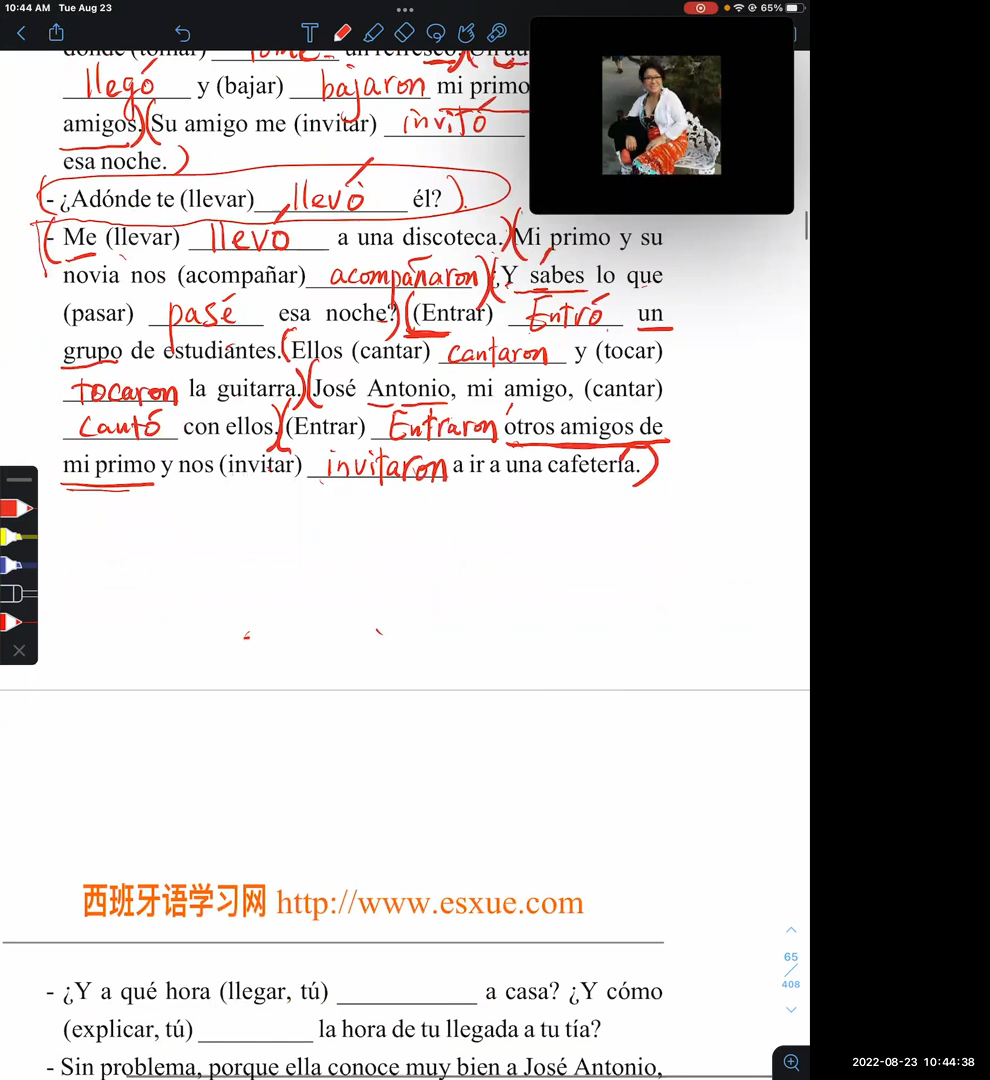 10:44 AM Tue Aug 23
65%
donde (tomar) tomé un refresco.
llegó y (bajar) bajaron mi primo
amigos. Su amigo me (invitar) invitó
esa noche.
- ¿Adónde te (llevar) llevó él?
- Me (llevar) llevó a una discoteca. Mi primo y su
novia nos (acompañar) acompañaron ¿Y sabes lo que
(pasar) pasé esa noche? (Entrar) Entró un
grupo de estudiantes. Ellos (cantar) cantaron y (tocar)
tocaron la guitarra. José Antonio, mi amigo, (cantar)
cantó con ellos. (Entrar) Entraron otros amigos de
mi primo y nos (invitar) invitaron a ir a una cafetería.
西班牙语学习网 http://www.esxue.com
65
408
- ¿Y a qué hora (llegar, tú) a casa? ¿Y cómo
(explicar, tú) la hora de tu llegada a tu tía?
- Sin problema, porque ella conoce muy bien a José Antonio,
2022-08-23 10:44:38